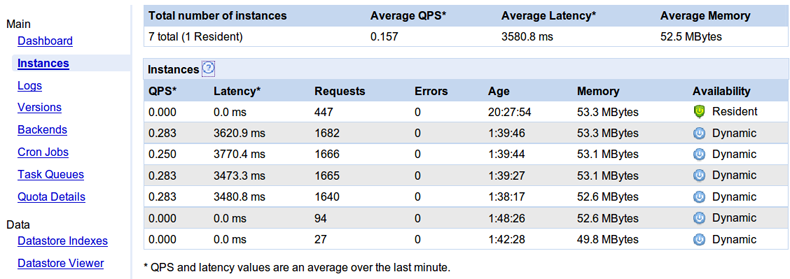 Main
Dashboard
Instances
Logs
Versions
Backends
Cron Jobs
Task Queues
Quota Details
Data
Datastore Indexes
Datastore Viewer
Total number of instances Average QPS* Average Latency* Average Memory
7 total (1 Resident) 0.157 3580.8 ms 52.5 MBytes
Instances ?
QPS* Latency* Requests Errors Age Memory Availability
0.000 0.0 ms 447 0 20:27:54 53.3 MBytes Resident
0.283 3620.9 ms 1682 0 1:39:46 53.3 MBytes Dynamic
0.250 3770.4 ms 1666 0 1:39:44 53.1 MBytes Dynamic
0.283 3473.3 ms 1665 0 1:39:27 53.1 MBytes Dynamic
0.283 3480.8 ms 1640 0 1:38:17 52.6 MBytes Dynamic
0.000 0.0 ms 94 0 1:48:26 52.6 MBytes Dynamic
0.000 0.0 ms 27 0 1:42:28 49.8 MBytes Dynamic
* QPS and latency values are an average over the last minute.